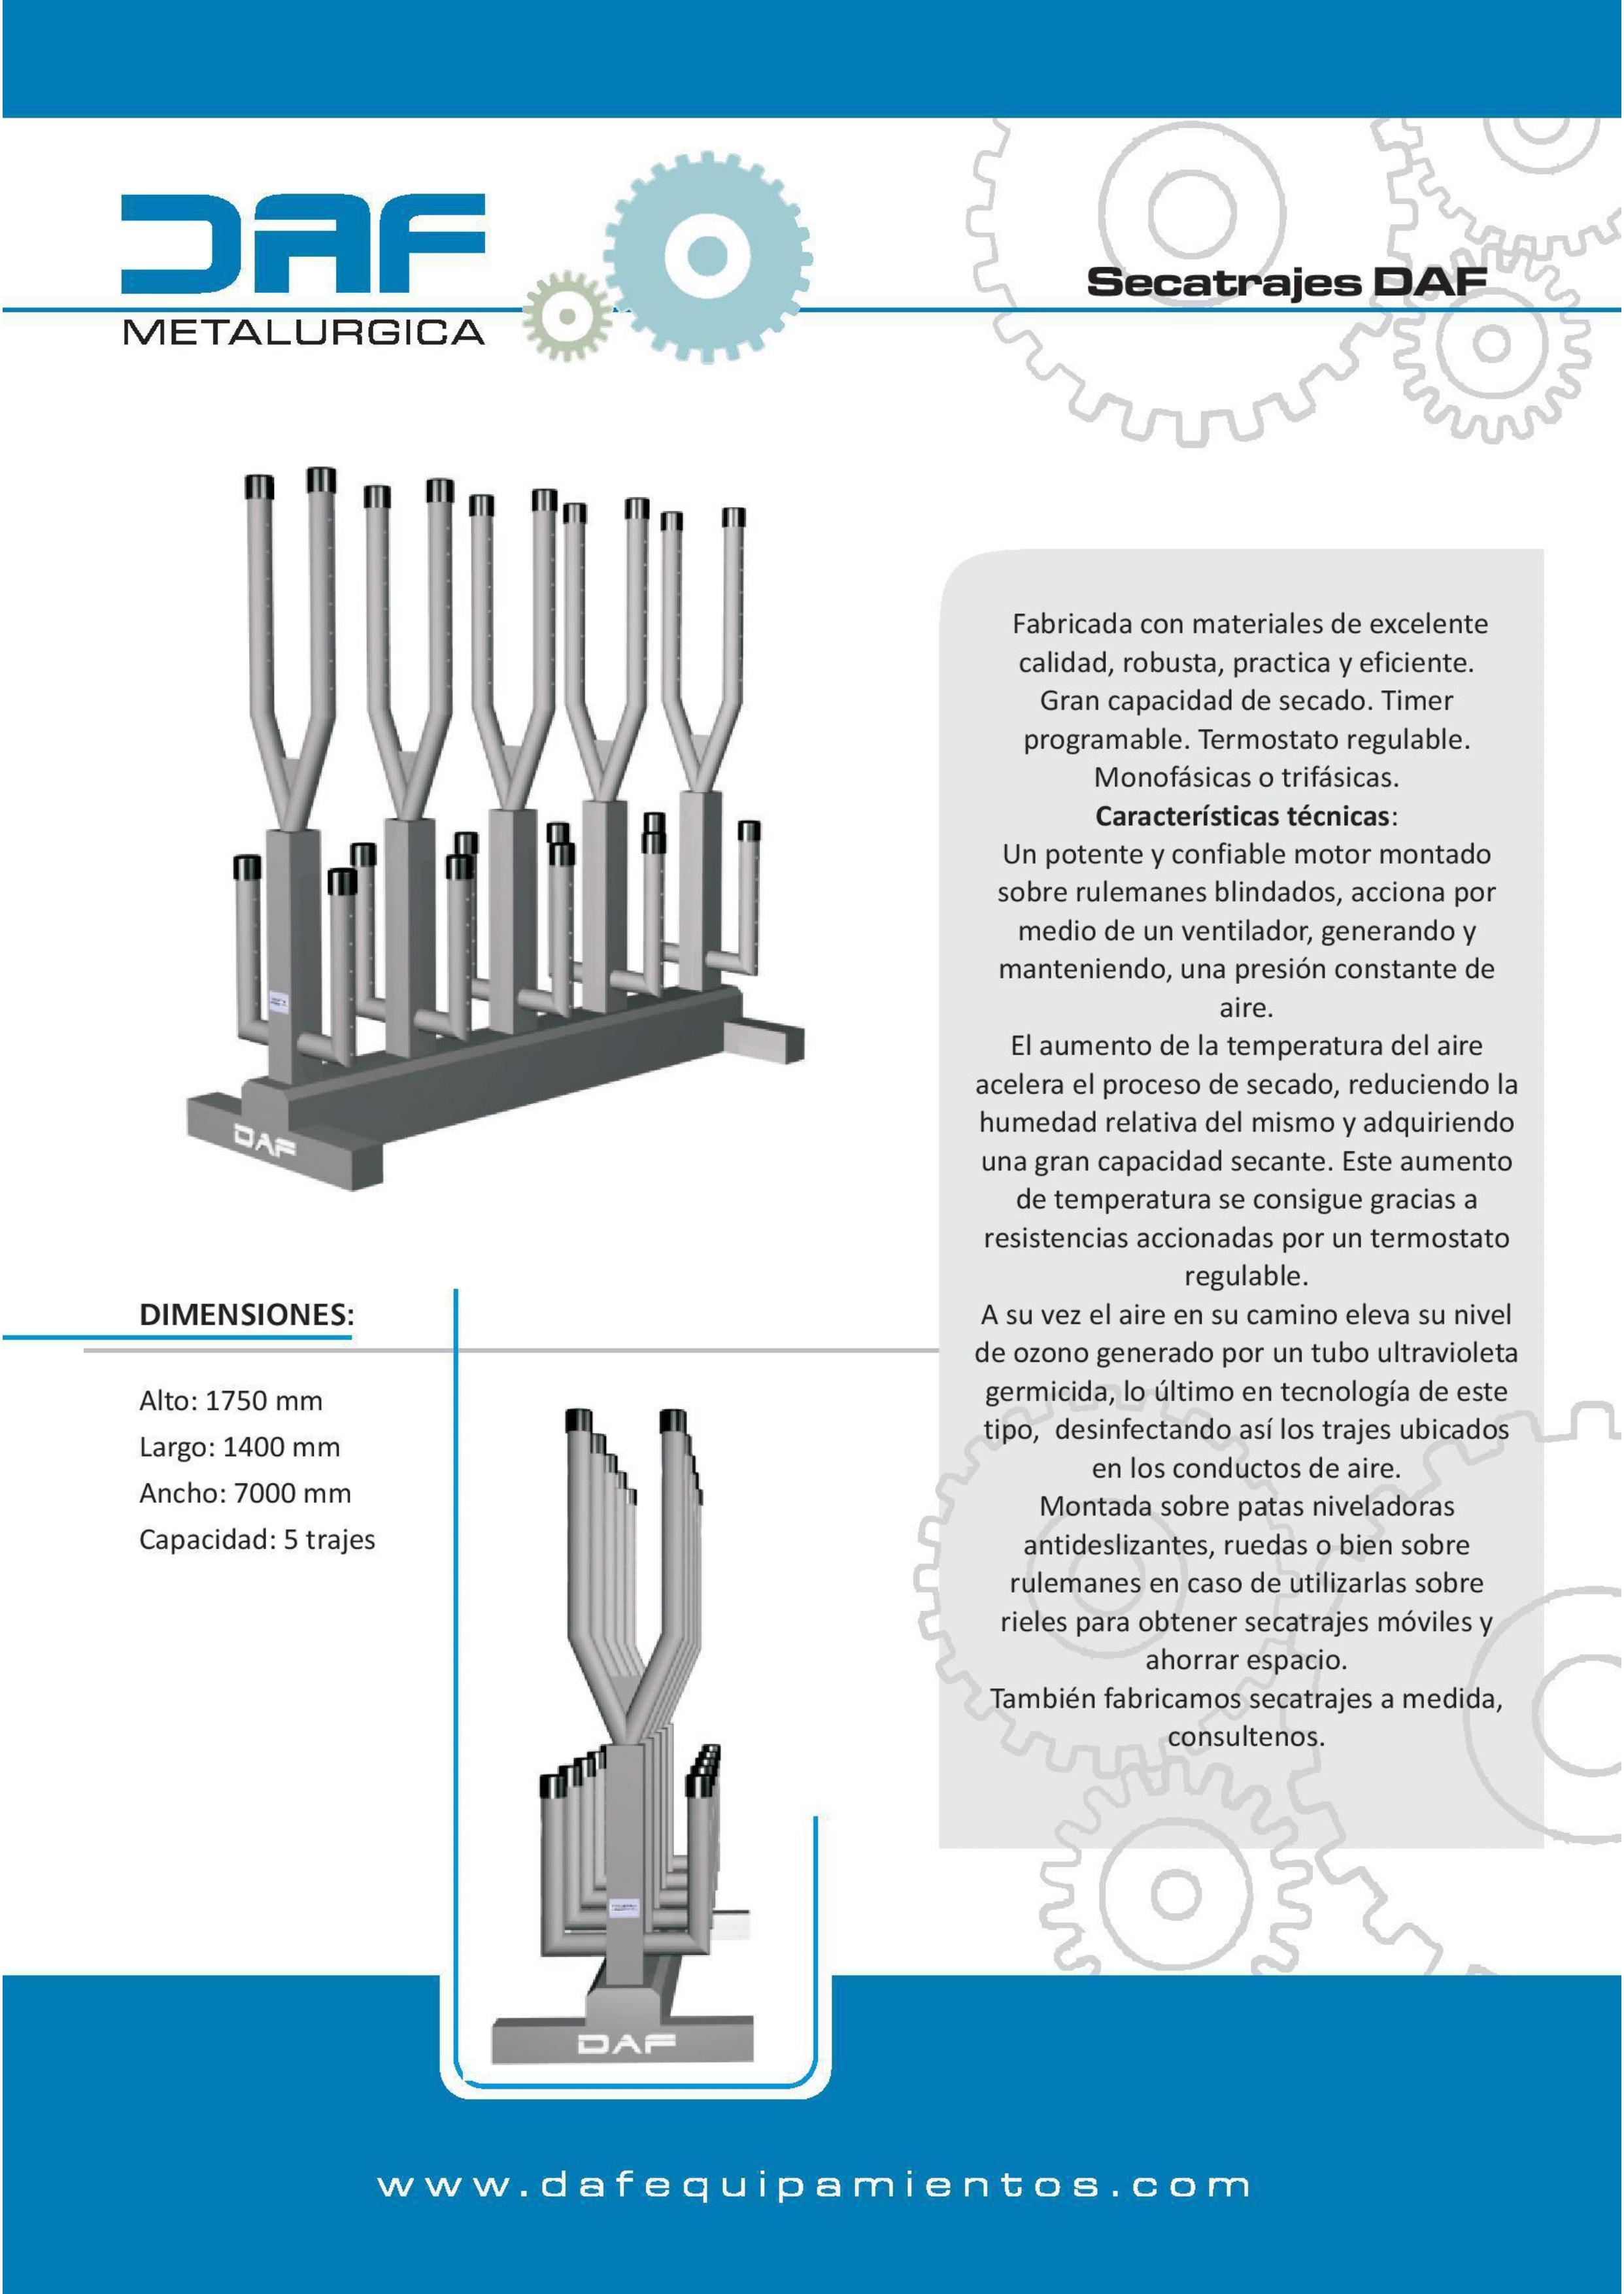 DAF
METALURGICA
Secatrajes DAF
Fabricada con materiales de excelente
calidad, robusta, practica y eficiente.
Gran capacidad de secado. Timer
programable. Termostato regulable.
Monofásicas o trifásicas.
Características técnicas:
Un potente y confiable motor montado
sobre rulemanes blindados, acciona por
medio de un ventilador, generando y
manteniendo, una presión constante de
aire.
El aumento de la temperatura del aire
acelera el proceso de secado, reduciendo la
humedad relativa del mismo y adquiriendo
una gran capacidad secante. Este aumento
de temperatura se consigue gracias a
resistencias accionadas por un termostato
regulable.
A su vez el aire en su camino eleva su nivel
de ozono generado por un tubo ultravioleta
germicida, lo último en tecnología de este
tipo, desinfectando así los trajes ubicados
en los conductos de aire.
Montada sobre patas niveladoras
antideslizantes, ruedas o bien sobre
rulemanes en caso de utilizarlas sobre
rieles para obtener secatrajes móviles y
ahorrar espacio.
También fabricamos secatrajes a medida,
consultenos.
DAF
DIMENSIONES:
Alto: 1750 mm
Largo: 1400 mm
Ancho: 7000 mm
Capacidad: 5 trajes
DAF
www.dafequipamientos.com